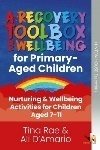 A RECOVERY
TOOLBOX
& WELLBEING
for Primary-
Aged Children
Nurturing & Wellbeing
Activities for Children
Aged 7-11
Tina Rae &
Ali D'Amario